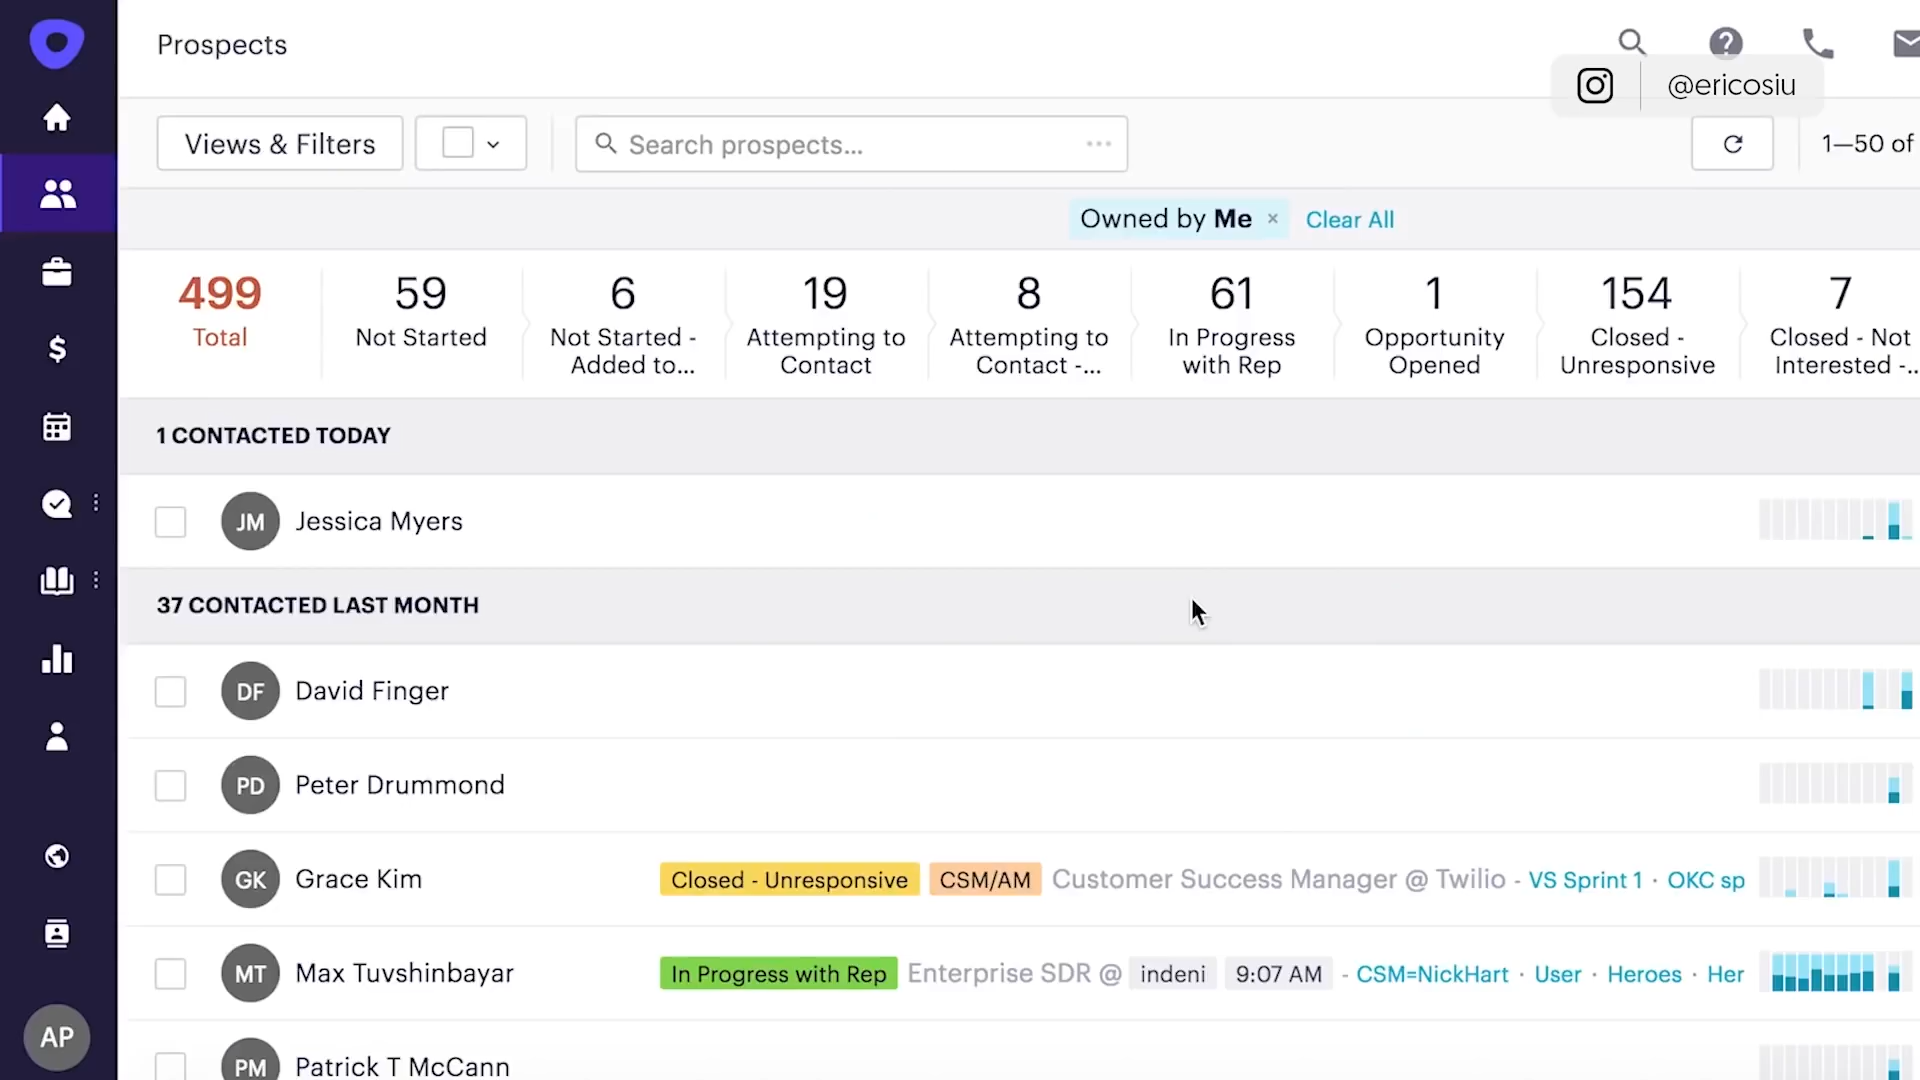 Prospects
@ericosiu
Views & Filters
Search prospects...
1—50 of
Owned by Me × Clear All
499
Total
59
Not Started
6
Not Started -
Added to...
19
Attempting to
Contact
8
Attempting to
Contact -...
61
In Progress
with Rep
1
Opportunity
Opened
154
Closed -
Unresponsive
7
Closed - Not
Interested -..
1 CONTACTED TODAY
JM Jessica Myers
37 CONTACTED LAST MONTH
DF David Finger
PD Peter Drummond
GK Grace Kim Closed - Unresponsive CSM/AM Customer Success Manager @ Twilio - VS Sprint 1 · OKC sp
MT Max Tuvshinbayar In Progress with Rep Enterprise SDR @ indeni 9:07 AM - CSM=NickHart · User · Heroes · Her
PM Patrick T McCann
AP